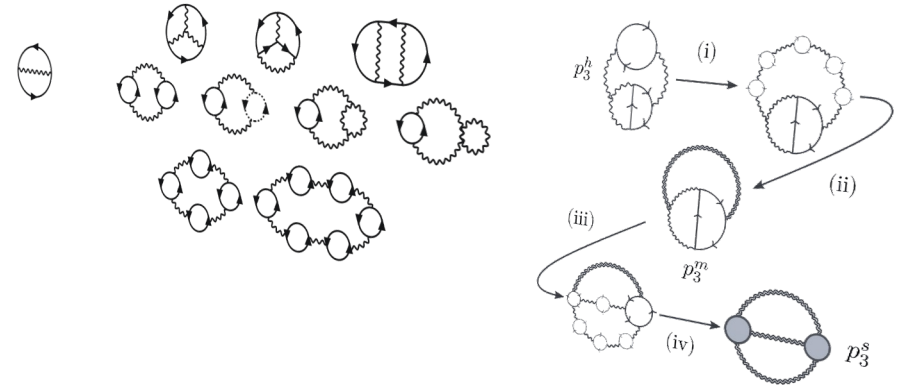 (i)
p_3^h
(ii)
p_3^m
(iii)
(iv)
p_3^s